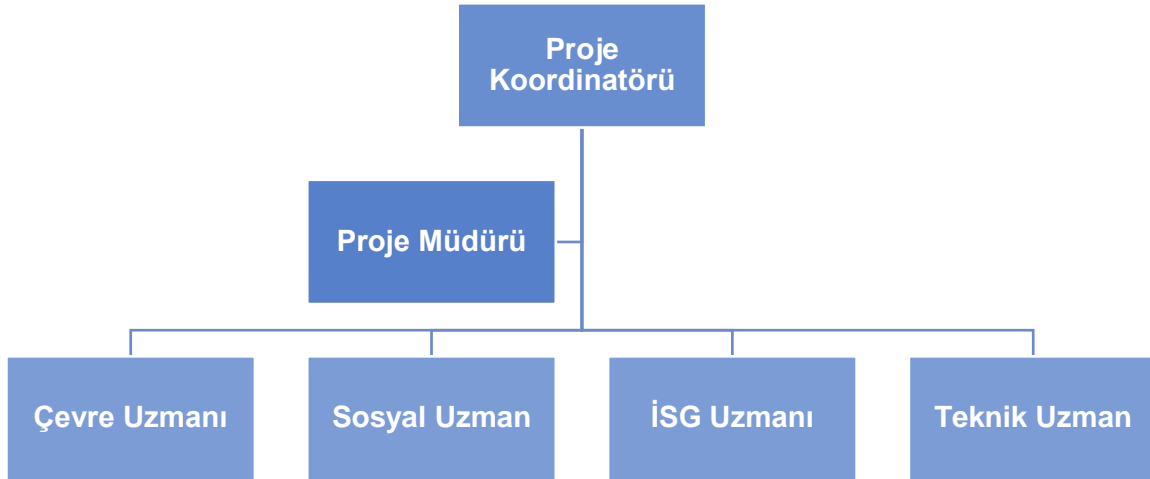 Proje
Koordinatörü
Proje Müdürü
Çevre Uzmanı
Sosyal Uzman
İSG Uzmanı
Teknik Uzman